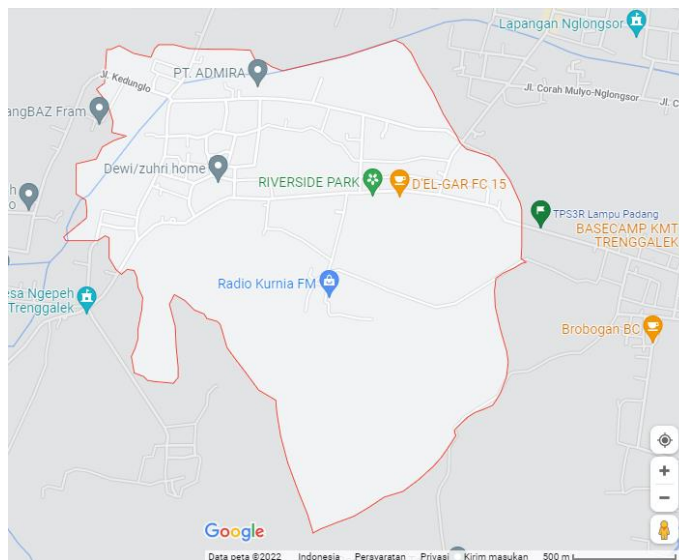 Lapangan Nglongsor
PT. ADMIRA
Jl. Kedunglo
Jl. Corah Mulyo-Nglongsor
Jl. C
angBAZ Fram
Dewi/zuhri home
RIVERSIDE PARK
D'EL-GAR FC 15
TPS3R Lampu Padang
BASECAMP KMT
TRENGGALEK
Radio Kurnia FM
esa Ngepeh
Trenggalek
Brobogan BC
Google
Data peta ©2022 Indonesia Persyaratan Privasi Kirim masukan 500 m